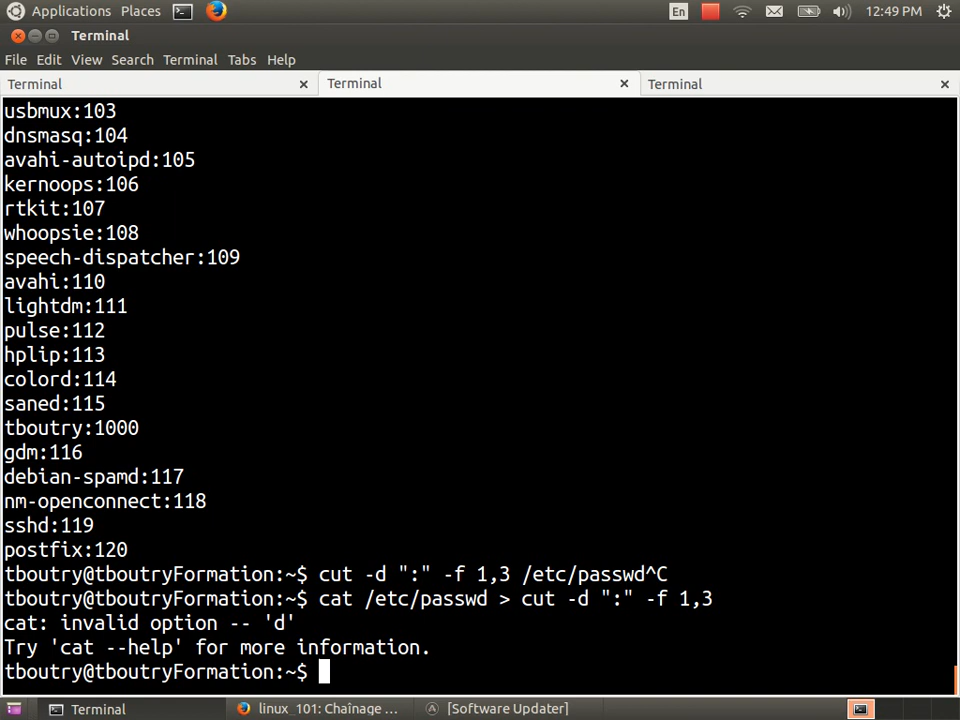 Applications Places En 12:49 PM
Terminal
File Edit View Search Terminal Tabs Help
Terminal Terminal Terminal
usbmux:103
dnsmasq:104
avahi-autoipd:105
kernoops:106
rtkit:107
whoopsie:108
speech-dispatcher:109
avahi:110
lightdm:111
pulse:112
hplip:113
colord:114
saned:115
tboutry:1000
gdm:116
debian-spamd:117
nm-openconnect:118
sshd:119
postfix:120
tboutry@tboutryFormation:~$ cut -d ":" -f 1,3 /etc/passwd^C
tboutry@tboutryFormation:~$ cat /etc/passwd > cut -d ":" -f 1,3
cat: invalid option -- 'd'
Try 'cat --help' for more information.
tboutry@tboutryFormation:~$
Terminal linux_101: Chaînage ... [Software Updater]